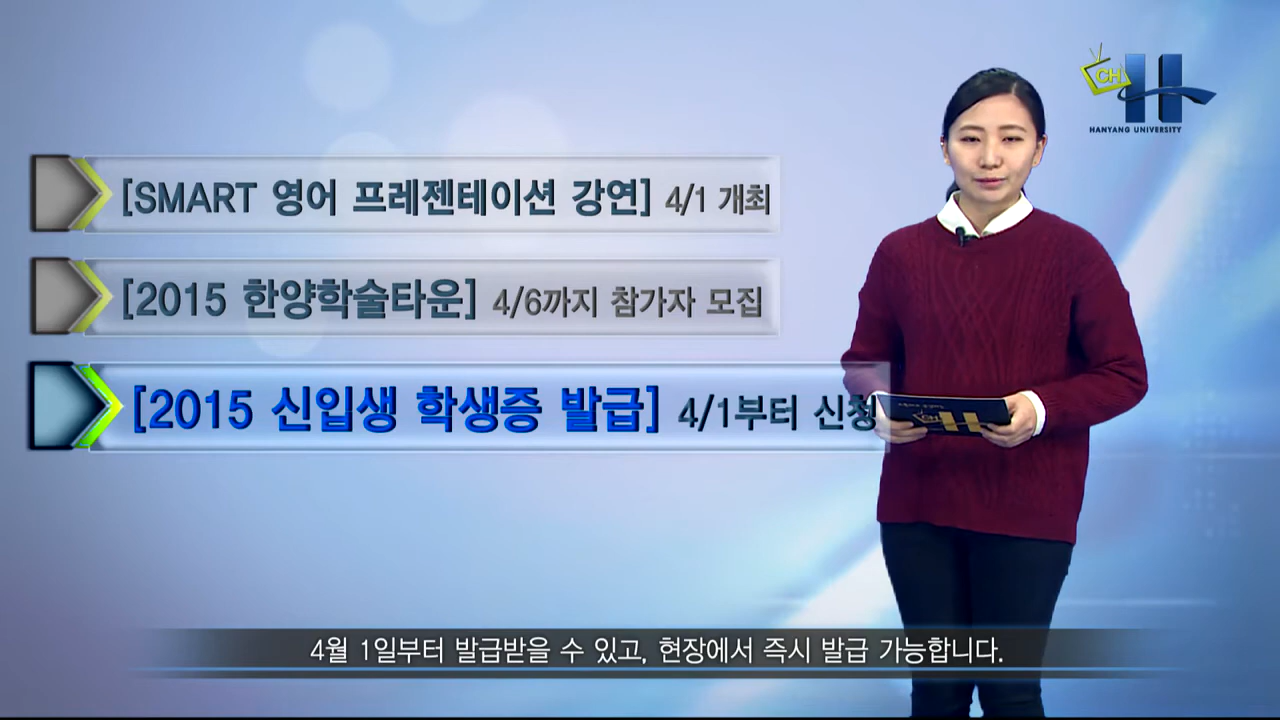 CH H
HANYANG UNIVERSITY
[SMART 영어 프레젠테이션 강연] 4/1 개최
[2015 한양학술타운] 4/6까지 참가자 모집
[2015 신입생 학생증 발급] 4/1부터 신청
4월 1일부터 발급받을 수 있고, 현장에서 즉시 발급 가능합니다.